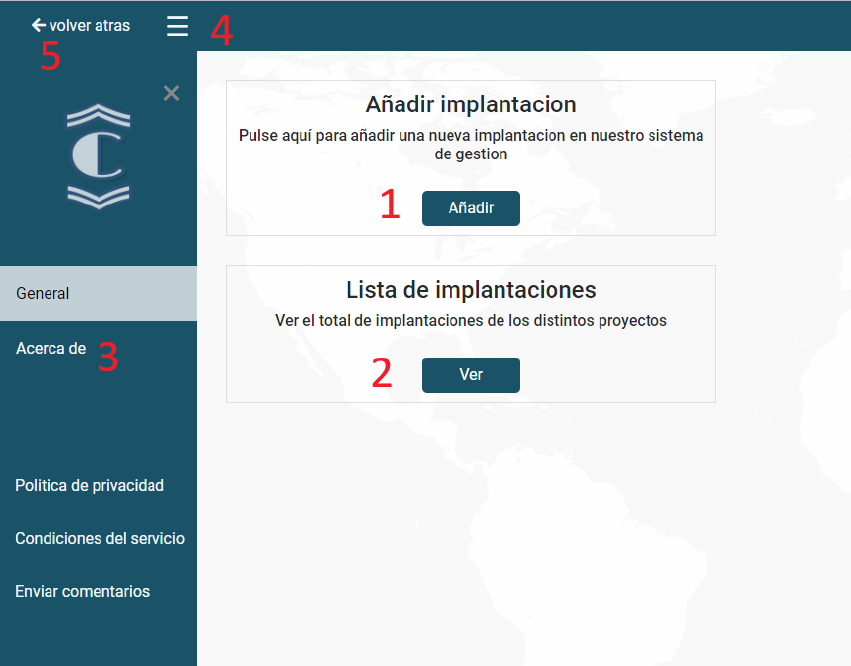 volver atras
4
5
C
Añadir implantacion
Pulse aquí para añadir una nueva implantacion en nuestro sistema
de gestion
1 Añadir
General
Lista de implantaciones
Ver el total de implantaciones de los distintos proyectos
Acerca de 3
2 Ver
Politica de privacidad
Condiciones del servicio
Enviar comentarios